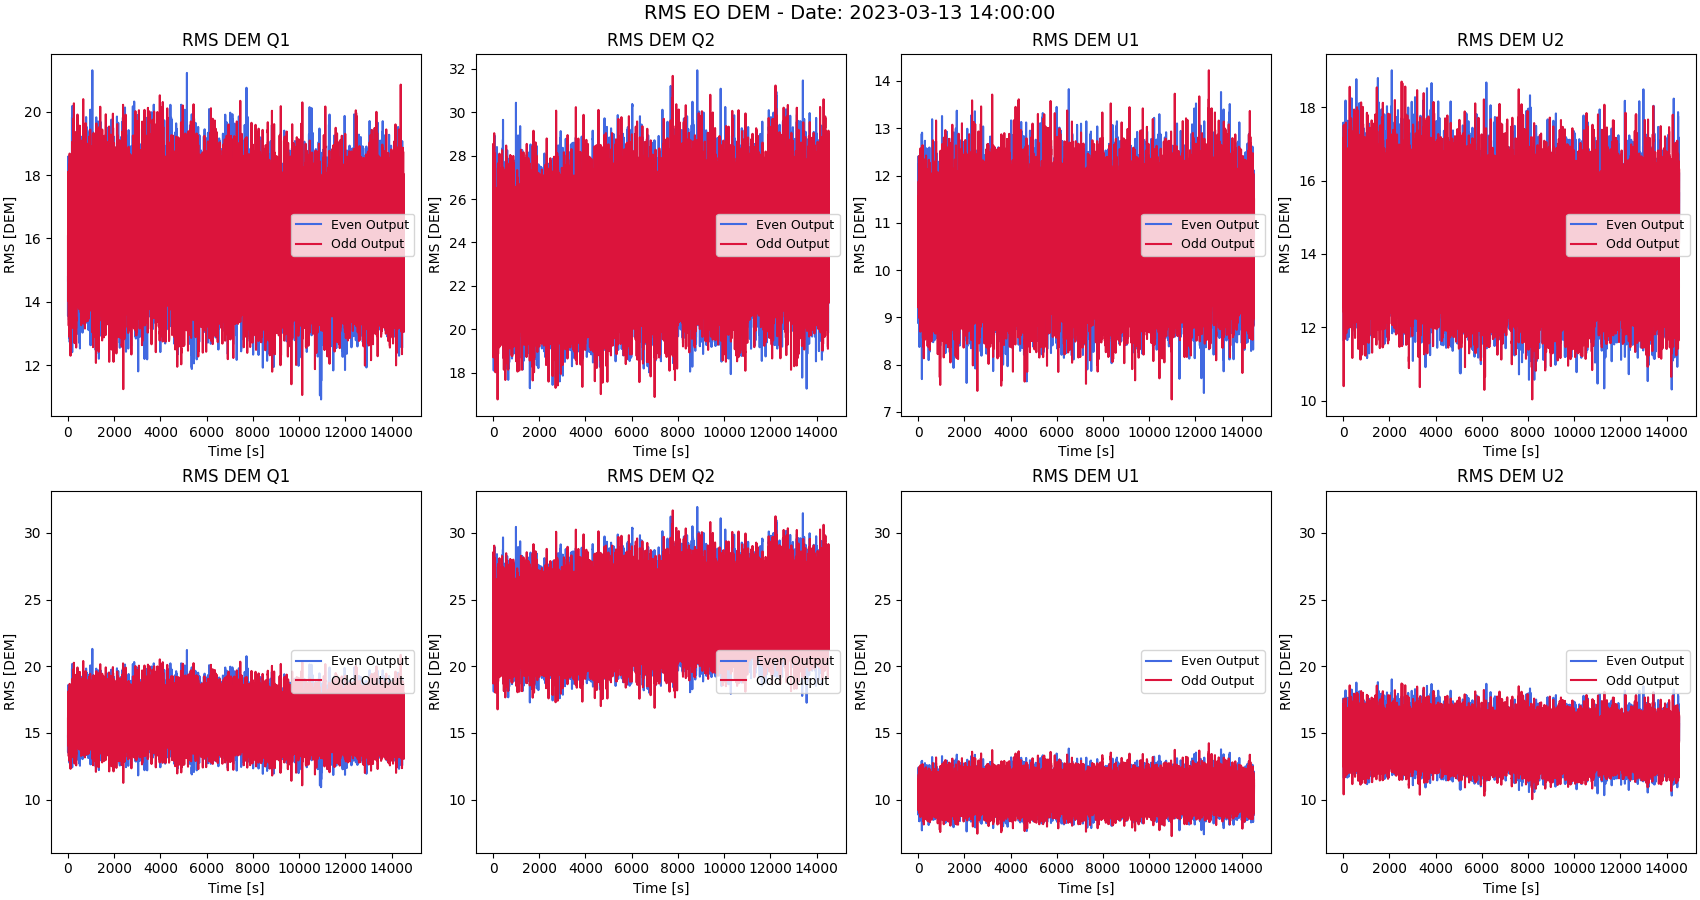 RMS EO DEM - Date: 2023-03-13 14:00:00
RMS DEM Q1
RMS [DEM]
20
18
16
14
12
Even Output
Odd Output
0 2000 4000 6000 8000 10000 12000 14000
Time [s]
RMS DEM Q2
RMS [DEM]
32
30
28
26
24
22
20
18
Even Output
Odd Output
0 2000 4000 6000 8000 10000 12000 14000
Time [s]
RMS DEM U1
RMS [DEM]
14
13
12
11
10
9
8
7
Even Output
Odd Output
0 2000 4000 6000 8000 10000 12000 14000
Time [s]
RMS DEM U2
RMS [DEM]
18
16
14
12
10
Even Output
Odd Output
0 2000 4000 6000 8000 10000 12000 14000
Time [s]
RMS DEM Q1
RMS [DEM]
30
25
20
15
10
Even Output
Odd Output
0 2000 4000 6000 8000 10000 12000 14000
Time [s]
RMS DEM Q2
RMS [DEM]
30
25
20
15
10
Even Output
Odd Output
0 2000 4000 6000 8000 10000 12000 14000
Time [s]
RMS DEM U1
RMS [DEM]
30
25
20
15
10
Even Output
Odd Output
0 2000 4000 6000 8000 10000 12000 14000
Time [s]
RMS DEM U2
RMS [DEM]
30
25
20
15
10
Even Output
Odd Output
0 2000 4000 6000 8000 10000 12000 14000
Time [s]